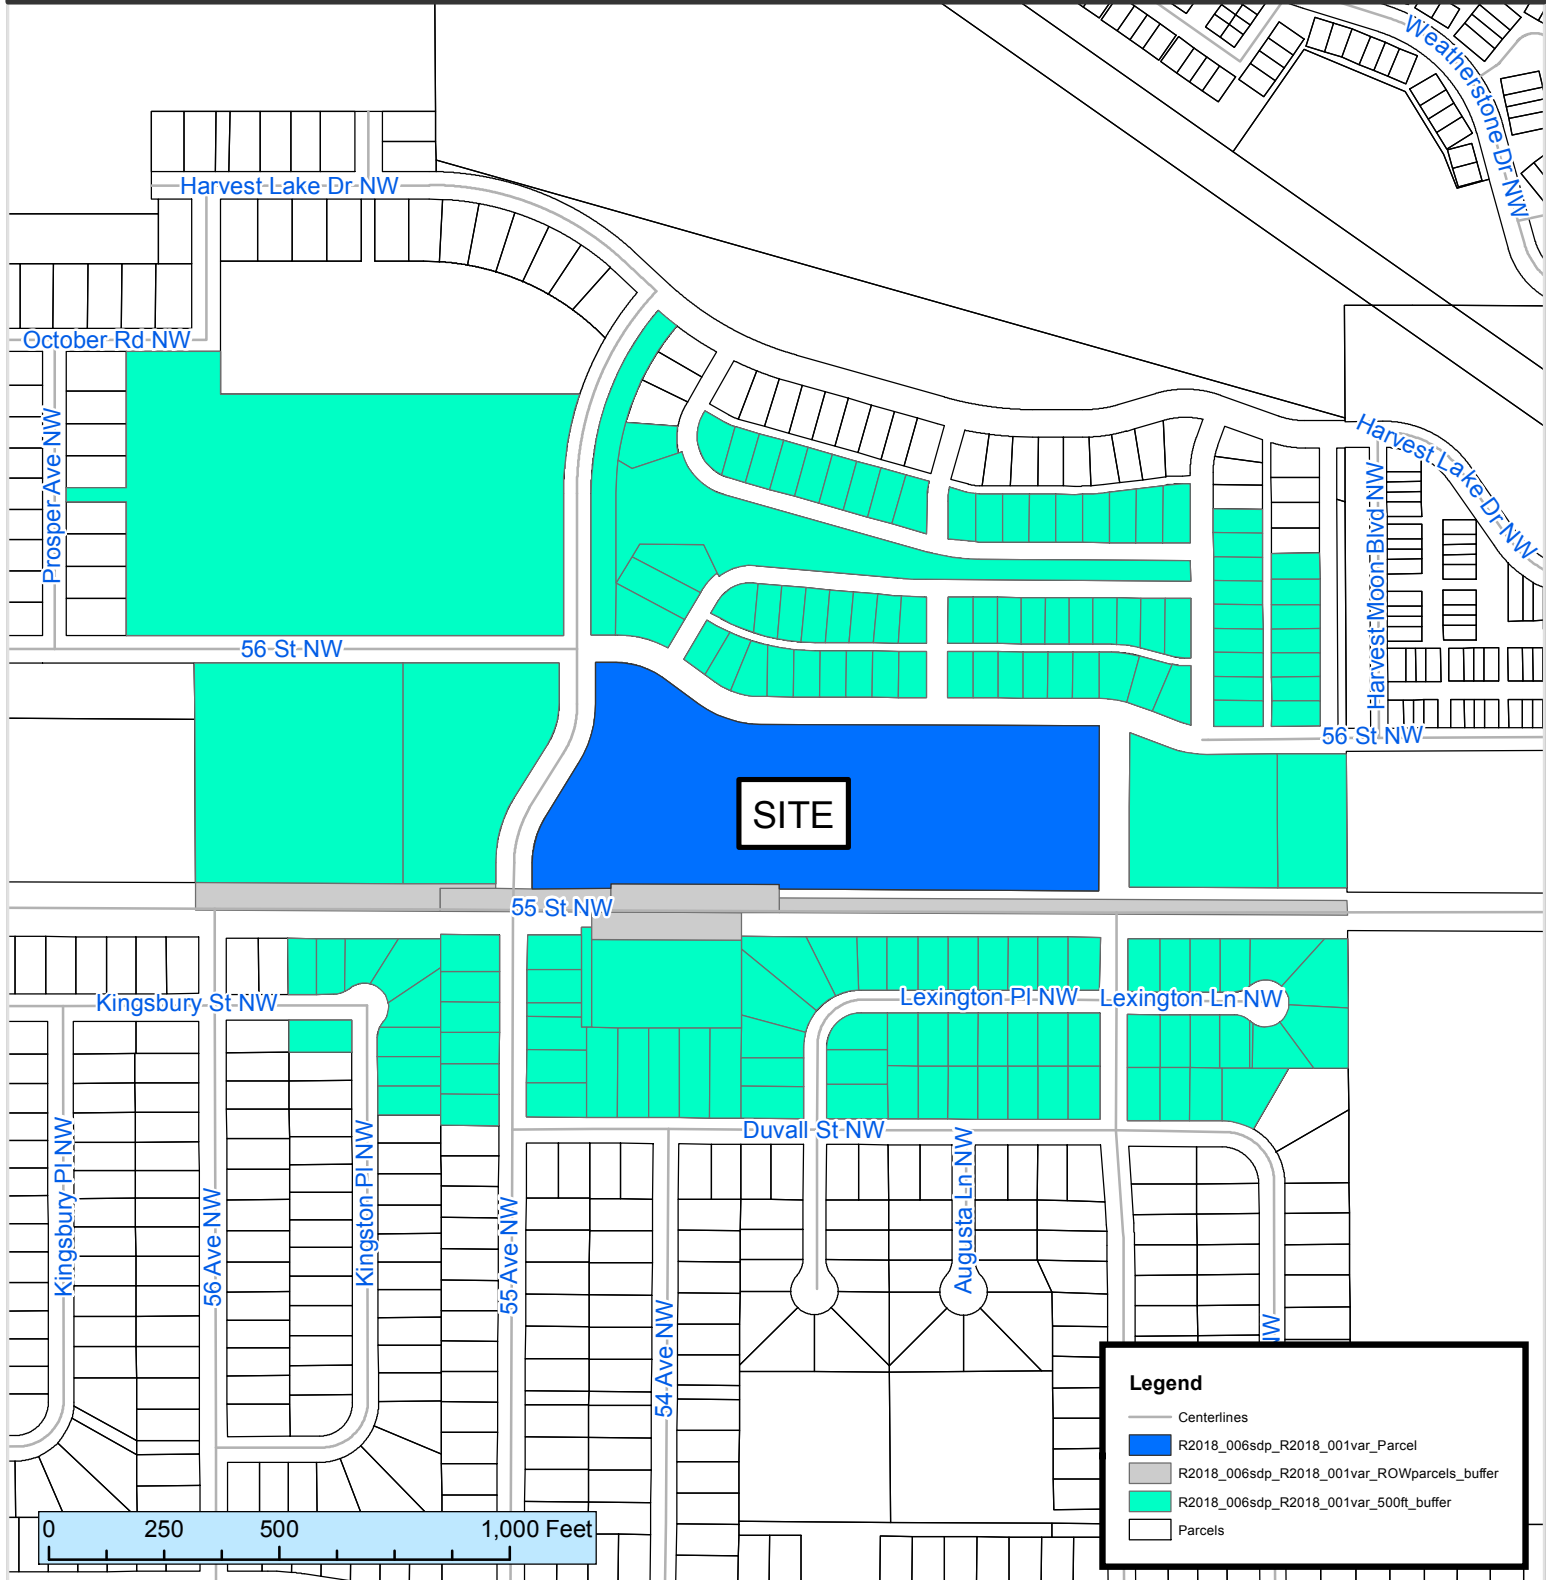 Weatherstone Dr NW
Harvest Lake Dr NW
October Rd NW
Prosper Ave NW
Harvest Lake Dr NW
Harvest Moon Blvd NW
56 St NW
56 St NW
SITE
55 St NW
Kingsbury St NW
Lexington Pl NW
Lexington Ln NW
Duvall St NW
Kingsbury Pl NW
56 Ave NW
Kingston Pl NW
55 Ave NW
54 Ave NW
Augusta Ln NW
NW
Legend
Centerlines
R2018_006sdp_R2018_001var_Parcel
R2018_006sdp_R2018_001var_ROWparcels_buffer
R2018_006sdp_R2018_001var_500ft_buffer
Parcels
0 250 500 1,000 Feet